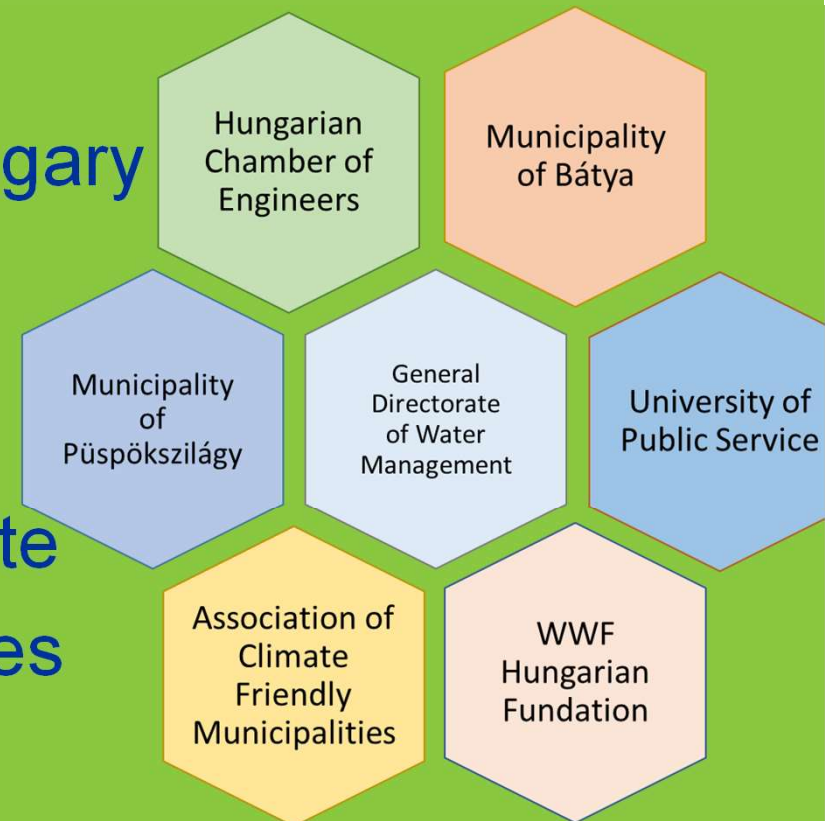 gary
te
es
Hungarian
Chamber of
Engineers
Municipality
of Bátya
Municipality
of
Püspökszilágy
General
Directorate
of Water
Management
University of
Public Service
Association of
Climate
Friendly
Municipalities
WWF
Hungarian
Fundation